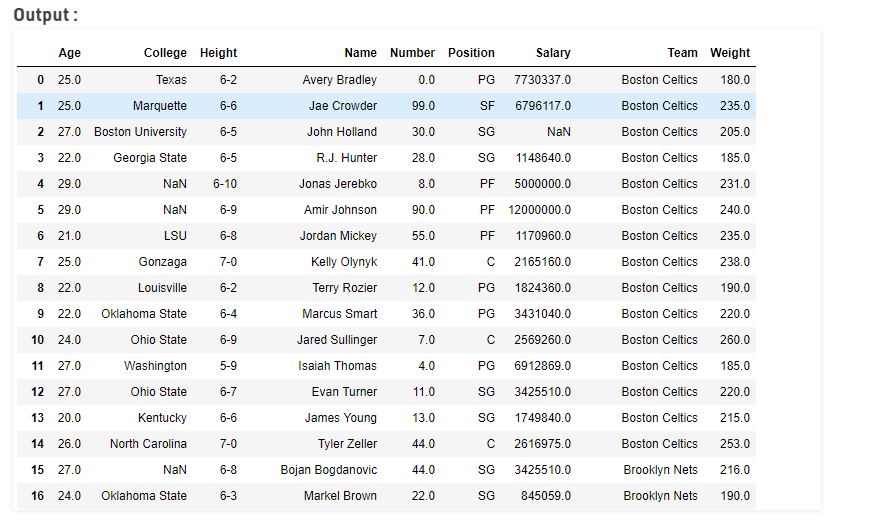 Output :
Age College Height Name Number Position Salary Team Weight
0 25.0 Texas 6-2 Avery Bradley 0.0 PG 7730337.0 Boston Celtics 180.0
1 25.0 Marquette 6-6 Jae Crowder 99.0 SF 6796117.0 Boston Celtics 235.0
2 27.0 Boston University 6-5 John Holland 30.0 SG NaN Boston Celtics 205.0
3 22.0 Georgia State 6-5 R.J. Hunter 28.0 SG 1148640.0 Boston Celtics 185.0
4 29.0 NaN 6-10 Jonas Jerebko 8.0 PF 5000000.0 Boston Celtics 231.0
5 29.0 NaN 6-9 Amir Johnson 90.0 PF 12000000.0 Boston Celtics 240.0
6 21.0 LSU 6-8 Jordan Mickey 55.0 PF 1170960.0 Boston Celtics 235.0
7 25.0 Gonzaga 7-0 Kelly Olynyk 41.0 C 2165160.0 Boston Celtics 238.0
8 22.0 Louisville 6-2 Terry Rozier 12.0 PG 1824360.0 Boston Celtics 190.0
9 22.0 Oklahoma State 6-4 Marcus Smart 36.0 PG 3431040.0 Boston Celtics 220.0
10 24.0 Ohio State 6-9 Jared Sullinger 7.0 C 2569260.0 Boston Celtics 260.0
11 27.0 Washington 5-9 Isaiah Thomas 4.0 PG 6912869.0 Boston Celtics 185.0
12 27.0 Ohio State 6-7 Evan Turner 11.0 SG 3425510.0 Boston Celtics 220.0
13 20.0 Kentucky 6-6 James Young 13.0 SG 1749840.0 Boston Celtics 215.0
14 26.0 North Carolina 7-0 Tyler Zeller 44.0 C 2616975.0 Boston Celtics 253.0
15 27.0 NaN 6-8 Bojan Bogdanovic 44.0 SG 3425510.0 Brooklyn Nets 216.0
16 24.0 Oklahoma State 6-3 Markel Brown 22.0 SG 845059.0 Brooklyn Nets 190.0